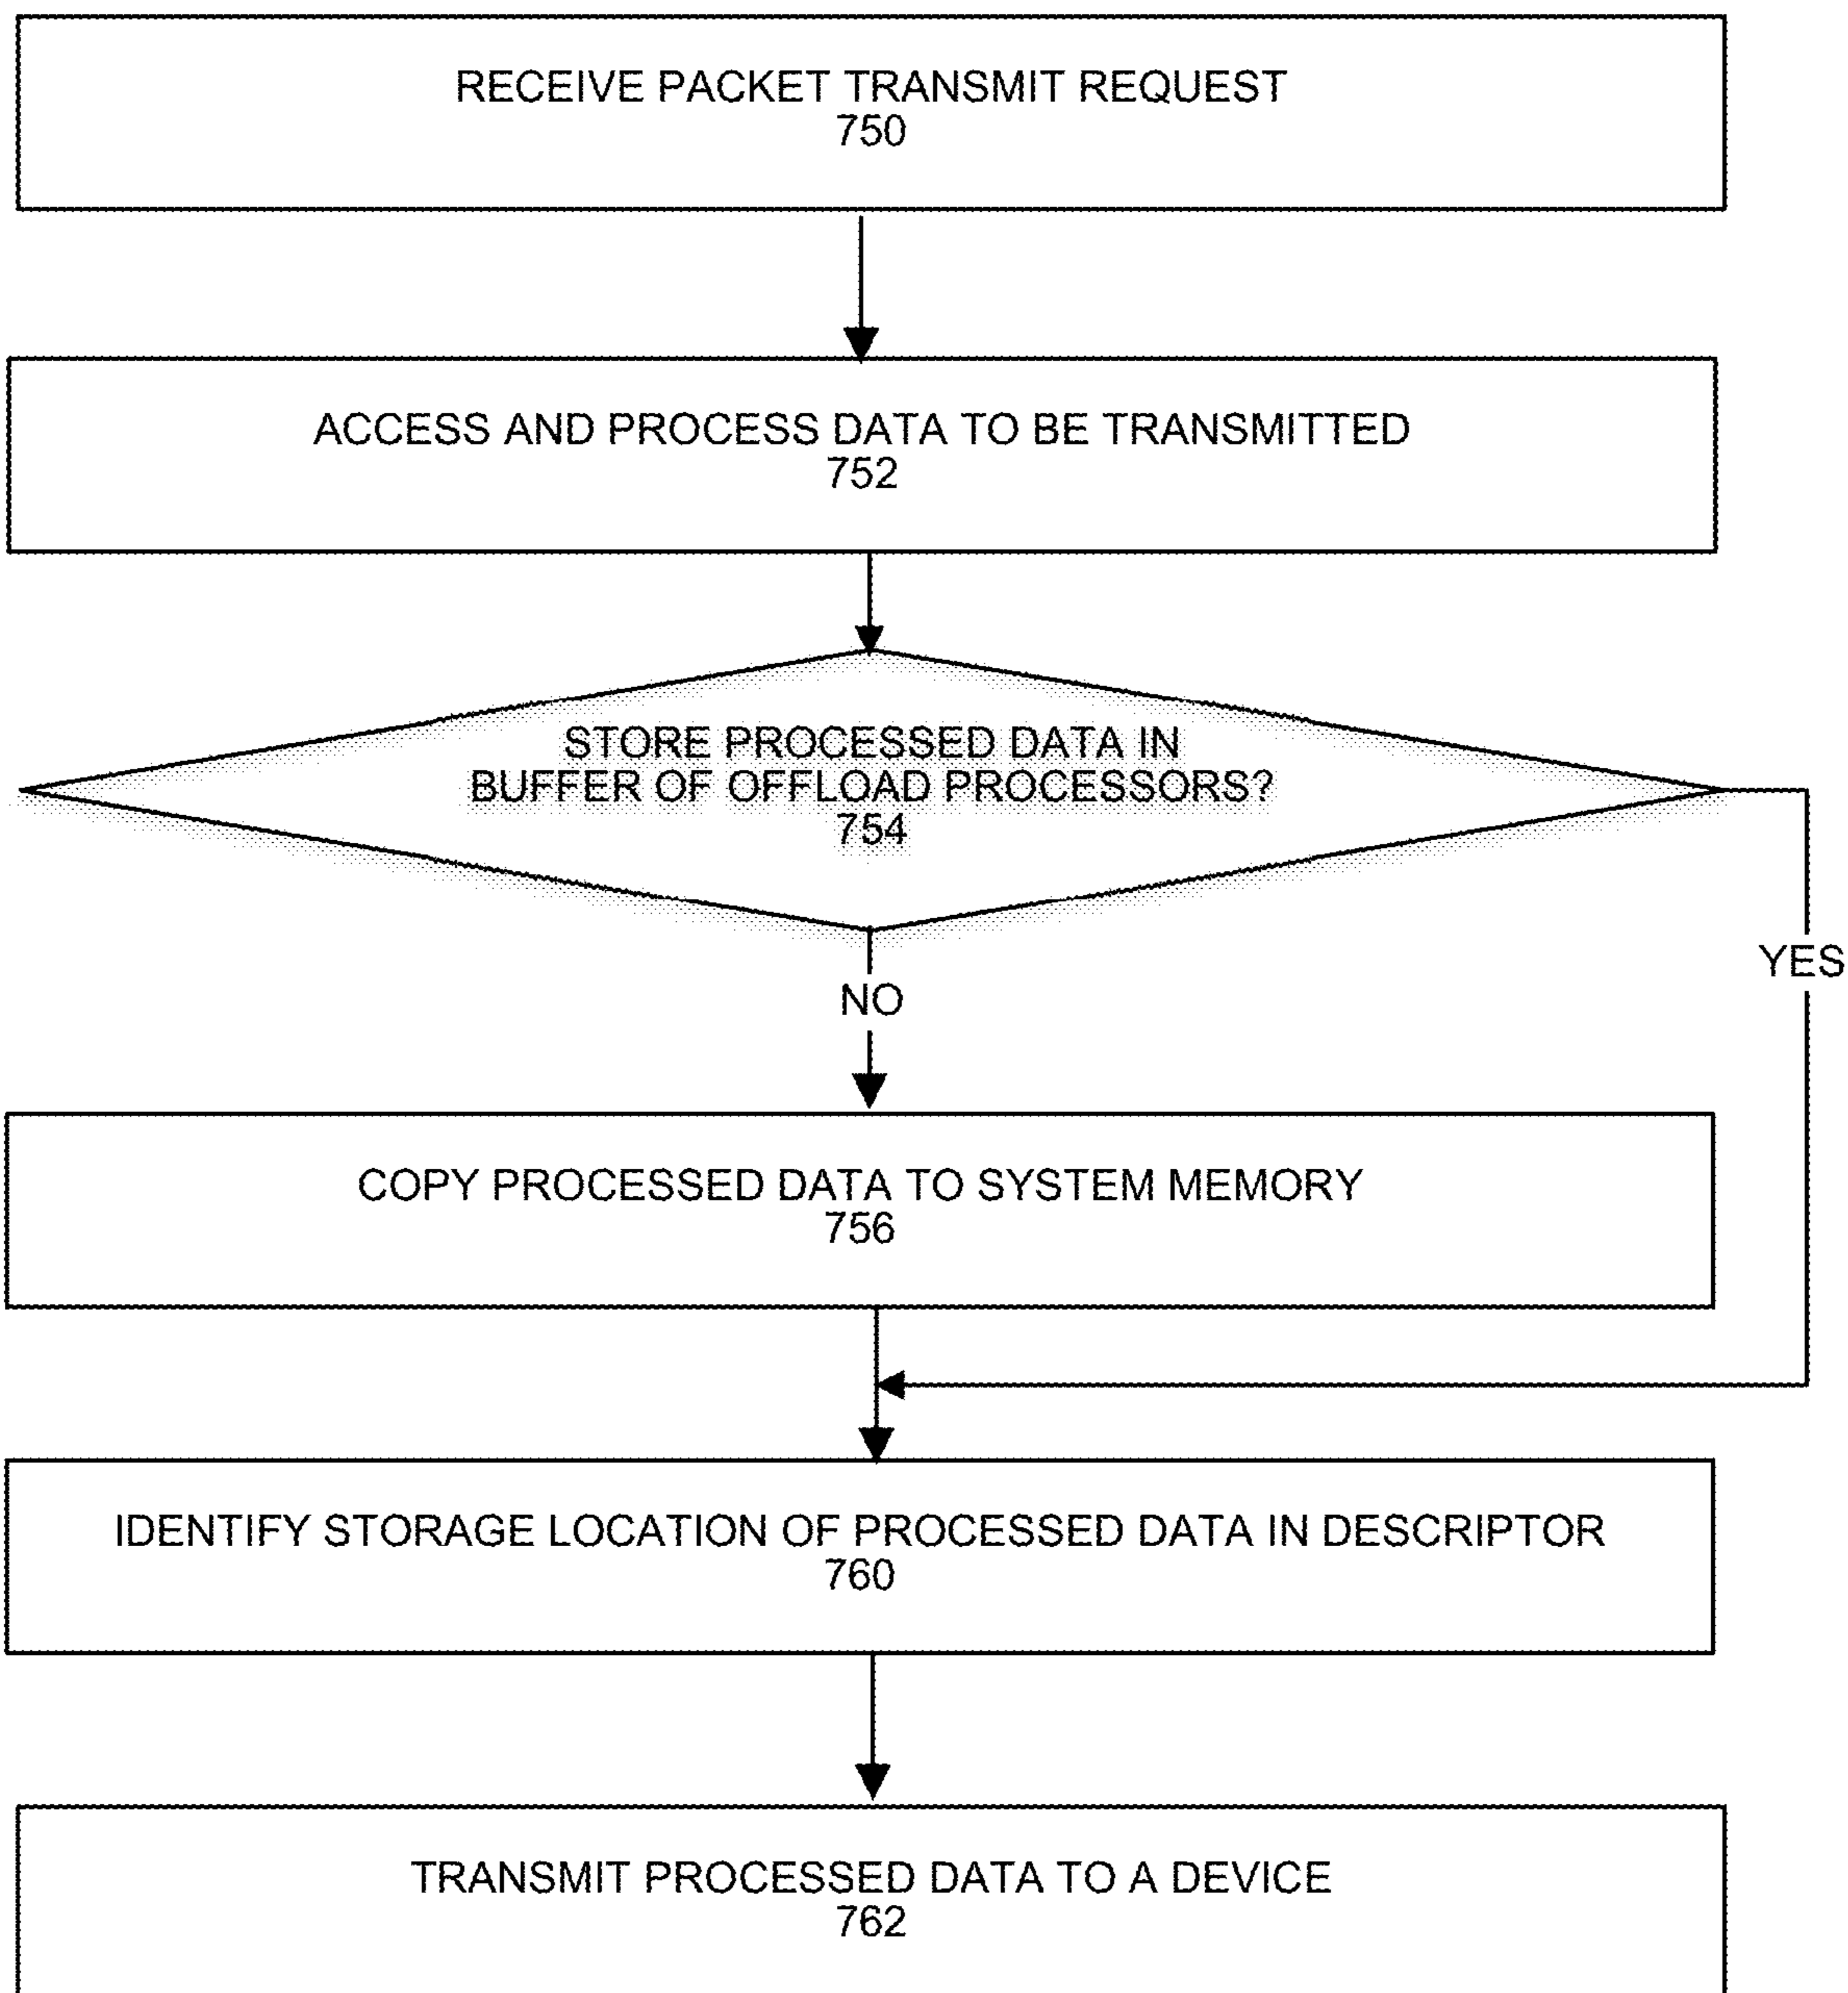 RECEIVE PACKET TRANSMIT REQUEST
750
ACCESS AND PROCESS DATA TO BE TRANSMITTED
752
STORE PROCESSED DATA IN
BUFFER OF OFFLOAD PROCESSORS?
754
YES
NO
COPY PROCESSED DATA TO SYSTEM MEMORY
756
IDENTIFY STORAGE LOCATION OF PROCESSED DATA IN DESCRIPTOR
760
TRANSMIT PROCESSED DATA TO A DEVICE
762